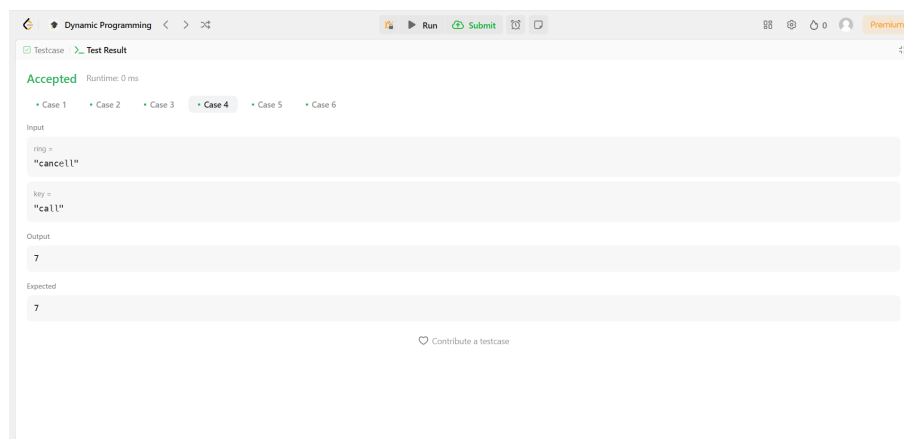 Dynamic Programming Run Submit 0 Premium
Testcase Test Result
Accepted Runtime: 0 ms
Case 1 Case 2 Case 3 Case 4 Case 5 Case 6
Input
ring =
"cancell"
key =
"call"
Output
7
Expected
7
Contribute a testcase